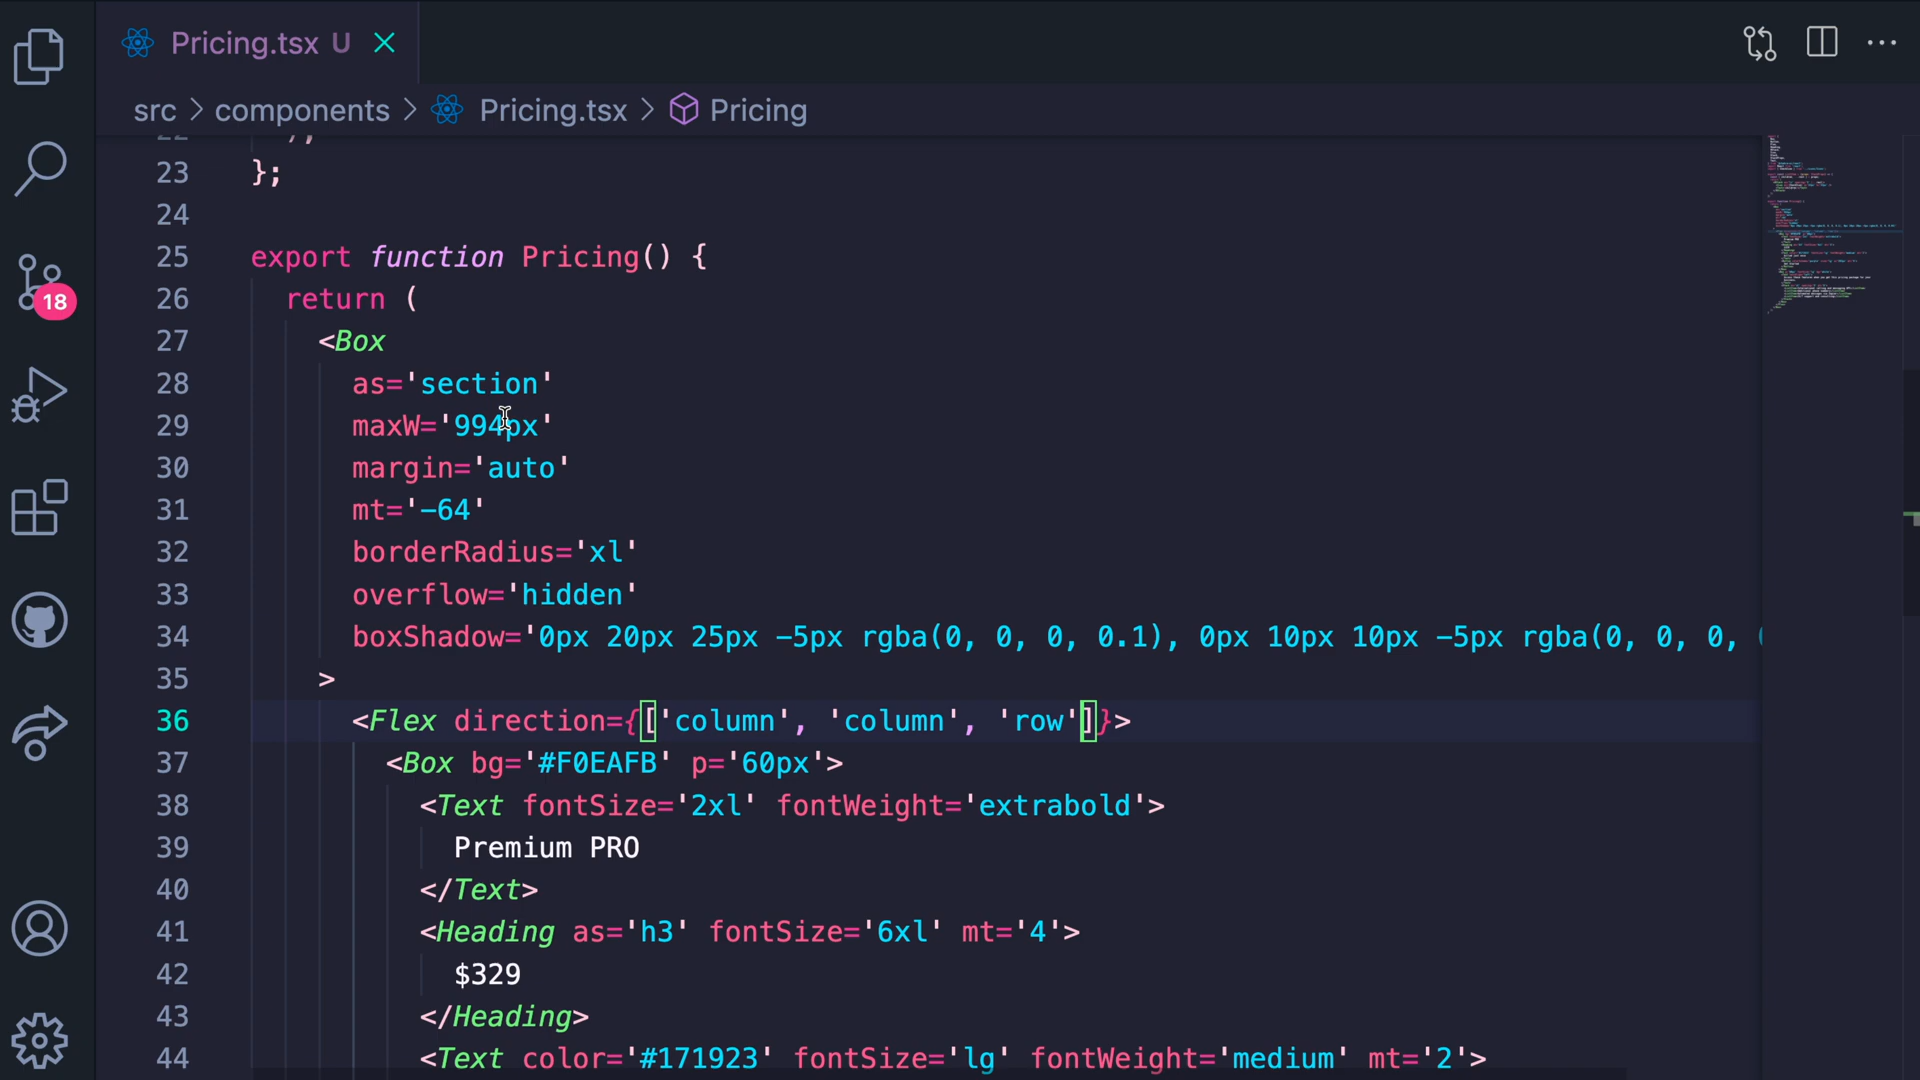 Pricing.tsx U
src > components > Pricing.tsx > Pricing
18
23 };
24
25 export function Pricing() {
26 return (
27 <Box
28 as='section'
29 maxW='994px'
30 margin='auto'
31 mt='-64'
32 borderRadius='xl'
33 overflow='hidden'
34 boxShadow='0px 20px 25px -5px rgba(0, 0, 0, 0.1), 0px 10px 10px -5px rgba(0, 0, 0,
35 >
36 <Flex direction={['column', 'column', 'row']}>
37 <Box bg='#F0EAFB' p='60px'>
38 <Text fontSize='2xl' fontWeight='extrabold'>
39 Premium PRO
40 </Text>
41 <Heading as='h3' fontSize='6xl' mt='4'>
42 $329
43 </Heading>
44 <Text color='#171923' fontSize='lg' fontWeight='medium' mt='2'>